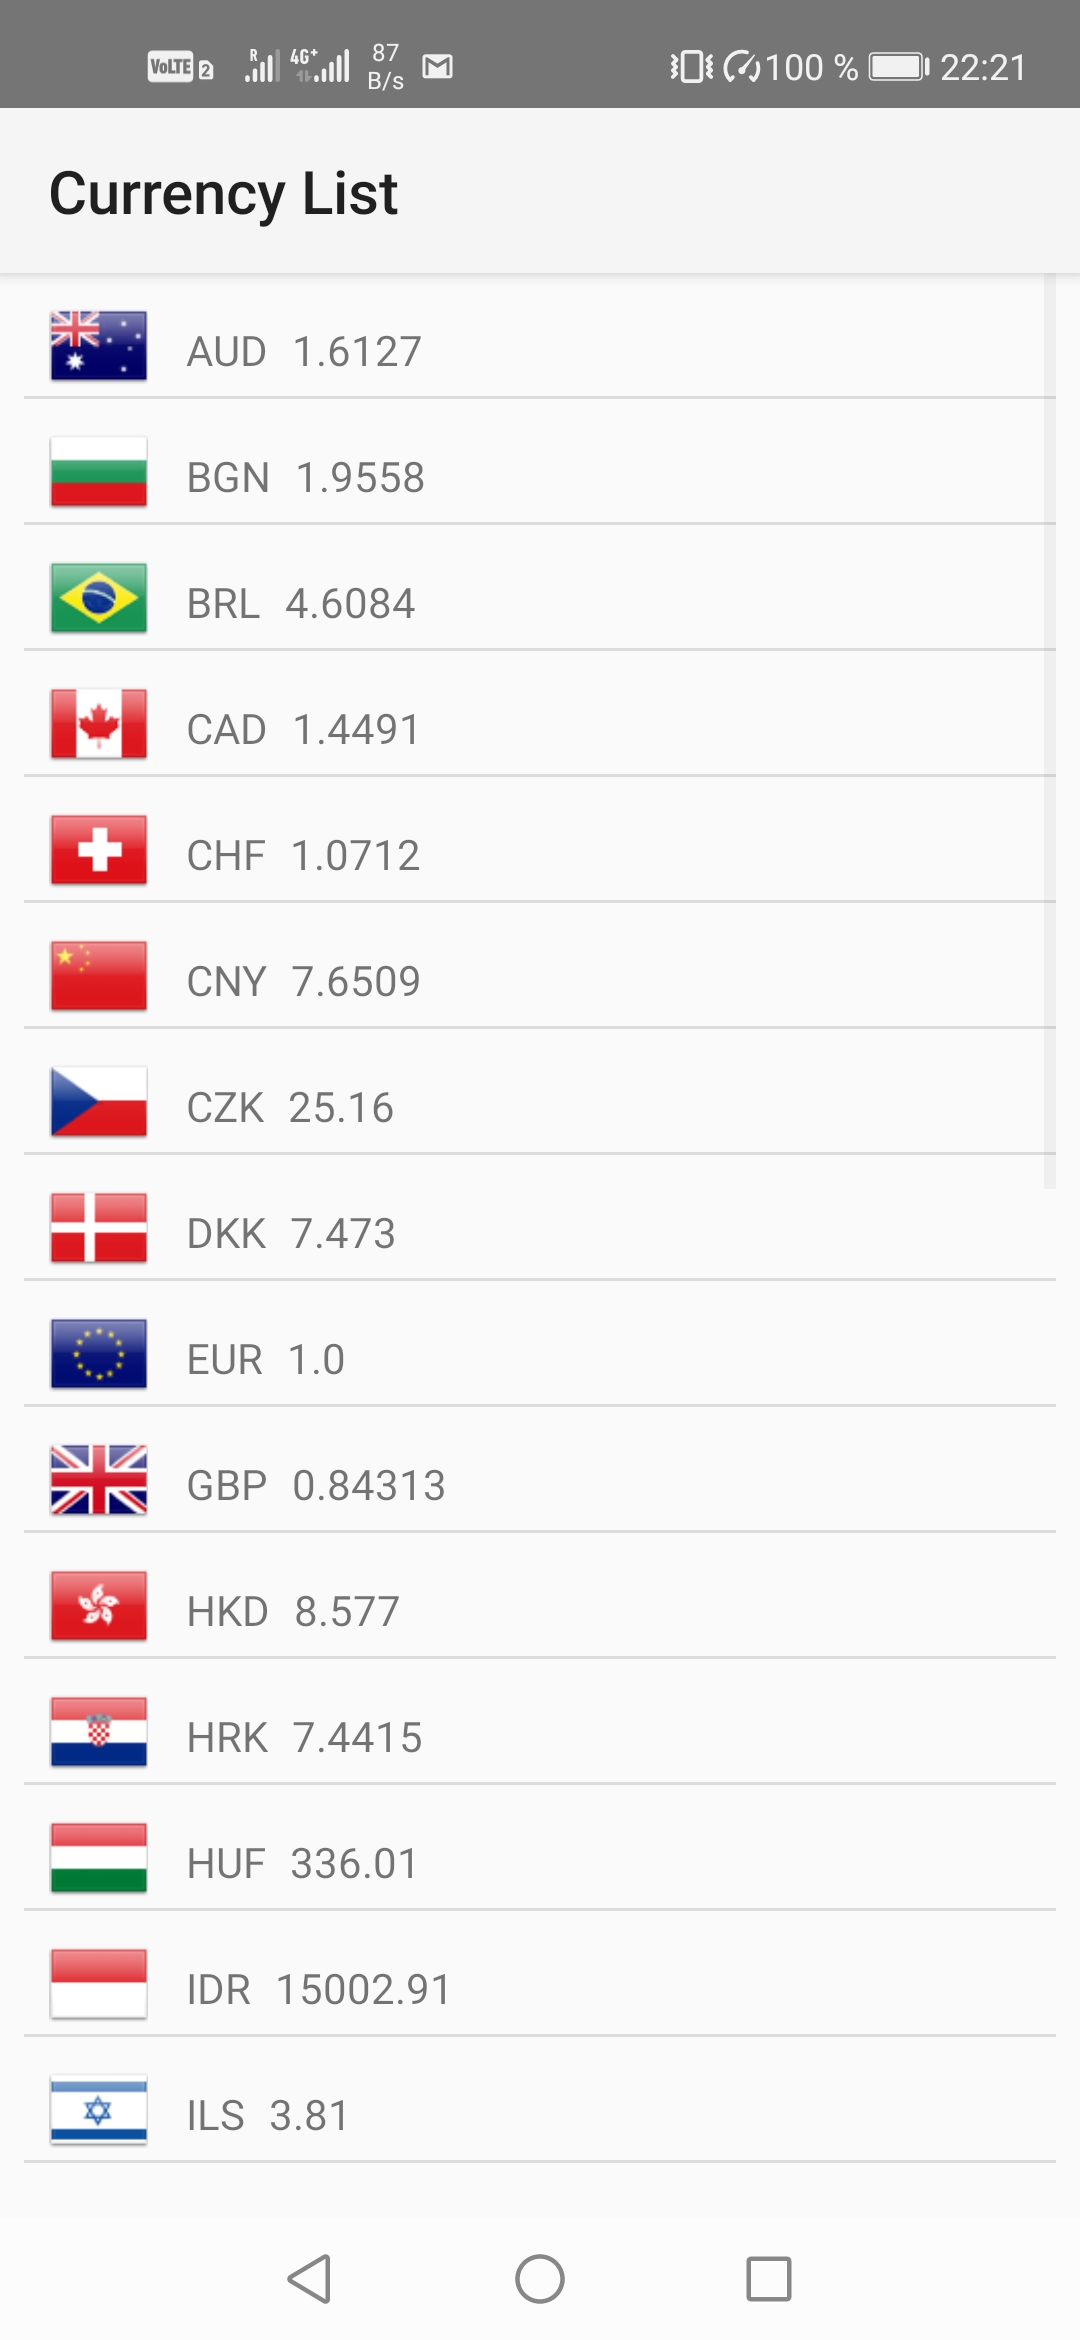 VoLTE 2 R 4G+ 87 B/s 100 % 22:21
Currency List
AUD 1.6127
BGN 1.9558
BRL 4.6084
CAD 1.4491
CHF 1.0712
CNY 7.6509
CZK 25.16
DKK 7.473
EUR 1.0
GBP 0.84313
HKD 8.577
HRK 7.4415
HUF 336.01
IDR 15002.91
ILS 3.81